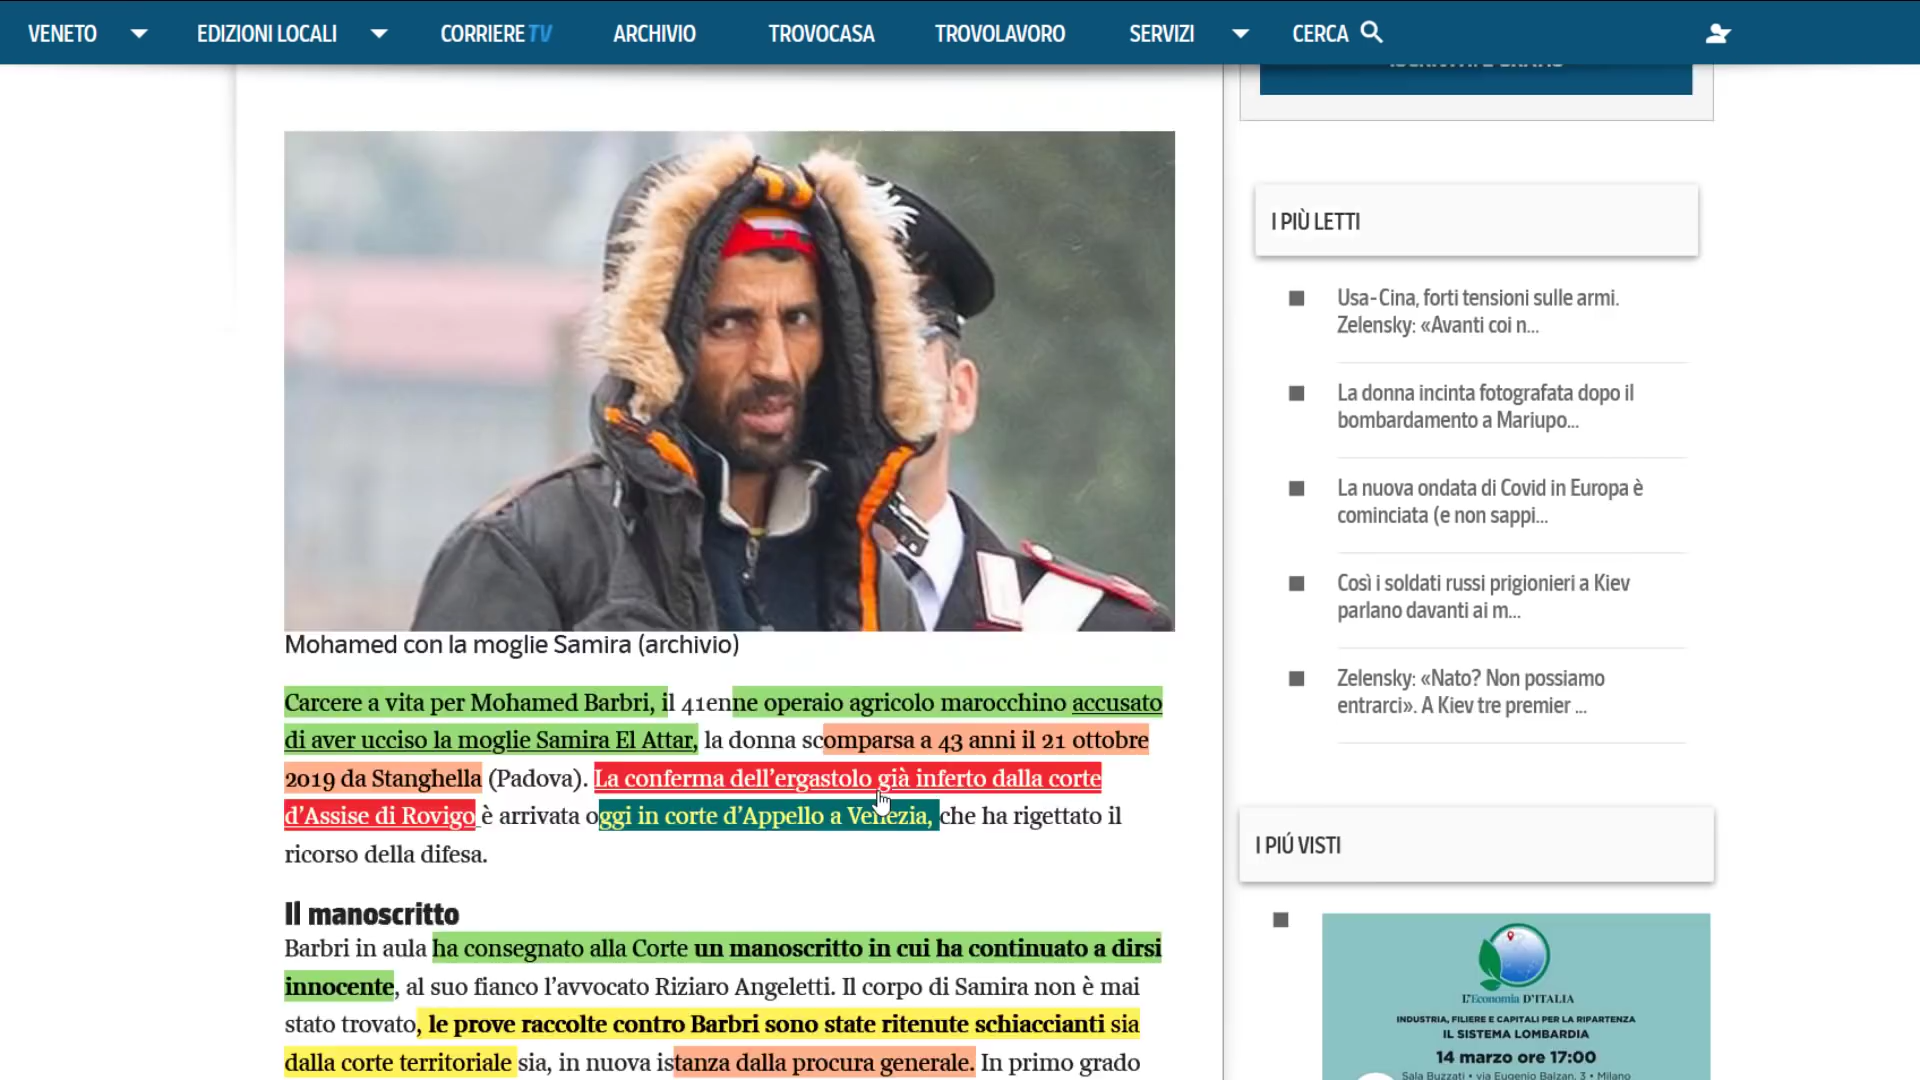 VENETO EDIZIONI LOCALI CORRIERE TV ARCHIVIO TROVOCASA TROVOLAVORO SERVIZI CERCA
Mohamed con la moglie Samira (archivio)
Carcere a vita per Mohamed Barbri, il 41enne operaio agricolo marocchino accusato
di aver ucciso la moglie Samira El Attar, la donna scomparsa a 43 anni il 21 ottobre
2019 da Stanghella (Padova). La conferma dell’ergastolo già inferto dalla corte
d’Assise di Rovigo è arrivata oggi in corte d’Appello a Venezia, che ha rigettato il
ricorso della difesa.
Il manoscritto
Barbri in aula ha consegnato alla Corte un manoscritto in cui ha continuato a dirsi
innocente, al suo fianco l’avvocato Riziaro Angeletti. Il corpo di Samira non è mai
stato trovato, le prove raccolte contro Barbri sono state ritenute schiaccianti sia
dalla corte territoriale sia, in nuova istanza dalla procura generale. In primo grado
I PIÙ LETTI
Usa-Cina, forti tensioni sulle armi.
Zelensky: «Avanti coi n...
La donna incinta fotografata dopo il
bombardamento a Mariupo...
La nuova ondata di Covid in Europa è
cominciata (e non sappi...
Così i soldati russi prigionieri a Kiev
parlano davanti ai m...
Zelensky: «Nato? Non possiamo
entrarci». A Kiev tre premier ...
I PIÚ VISTI
L'Economia D'ITALIA
INDUSTRIA, FILIERE E CAPITALI PER LA RIPARTENZA
IL SISTEMA LOMBARDIA
14 marzo ore 17:00
Sala Buzzati • via Eugenio Balzan, 3 • Milano